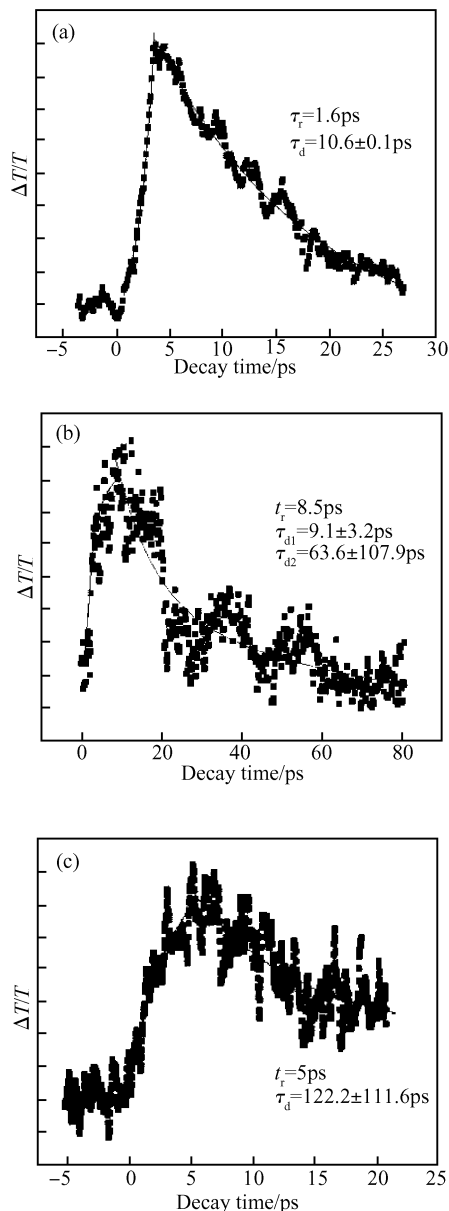 (a)
τr=1.6ps
τd=10.6±0.1ps
ΔT/T
−5 0 5 10 15 20 25 30
Decay time/ps
(b)
tr=8.5ps
τd1=9.1±3.2ps
τd2=63.6±107.9ps
ΔT/T
0 20 40 60 80
Decay time/ps
(c)
ΔT/T
tr=5ps
τd=122.2±111.6ps
−5 0 5 10 15 20 25
Decay time/ps